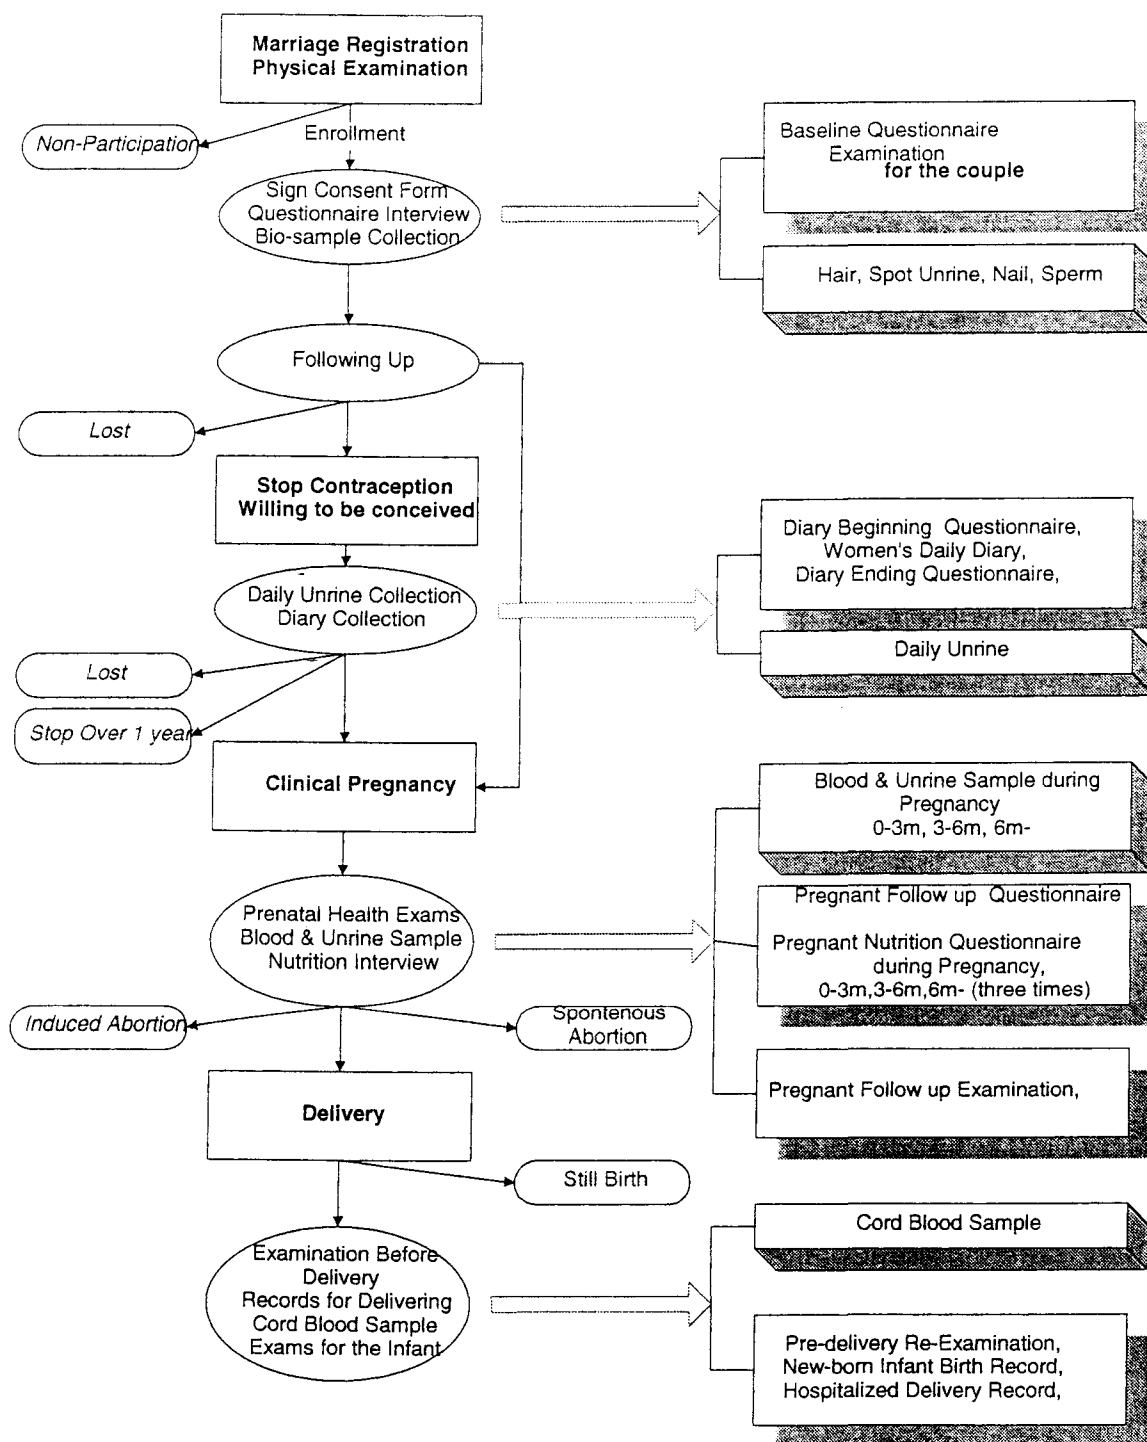 Marriage Registration
Physical Examination
Non-Participation
Enrollment
Sign Consent Form
Questionnaire Interview
Bio-sample Collection
Baseline Questionnaire
Examination
for the couple
Hair, Spot Unrine, Nail, Sperm
Following Up
Lost
Stop Contraception
Willing to be conceived
Daily Unrine Collection
Diary Collection
Diary Beginning Questionnaire,
Women's Daily Diary,
Diary Ending Questionnaire,
Daily Unrine
Lost
Stop Over 1 year
Clinical Pregnancy
Blood & Unrine Sample during
Pregnancy
0-3m, 3-6m, 6m-
Prenatal Health Exams
Blood & Unrine Sample
Nutrition Interview
Pregnant Follow up Questionnaire
Pregnant Nutrition Questionnaire
during Pregnancy,
0-3m,3-6m,6m- (three times)
Pregnant Follow up Examination,
Induced Abortion
Spontenous
Abortion
Delivery
Still Birth
Examination Before
Delivery
Records for Delivering
Cord Blood Sample
Exams for the Infant
Cord Blood Sample
Pre-delivery Re-Examination,
New-born Infant Birth Record,
Hospitalized Delivery Record,